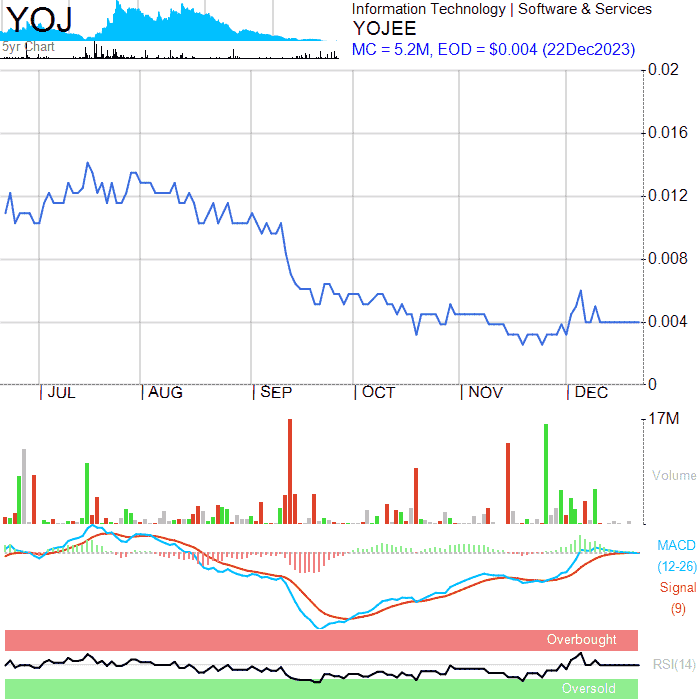 YOJ
5yr Chart
Information Technology | Software & Services
YOJEE
MC = 5.2M, EOD = $0.004 (22Dec2023)
0.02
0.016
0.012
0.008
0.004
0
JUL
AUG
SEP
OCT
NOV
DEC
17M
Volume
MACD
(12-26)
Signal
(9)
Overbought
RSI(14)
Oversold